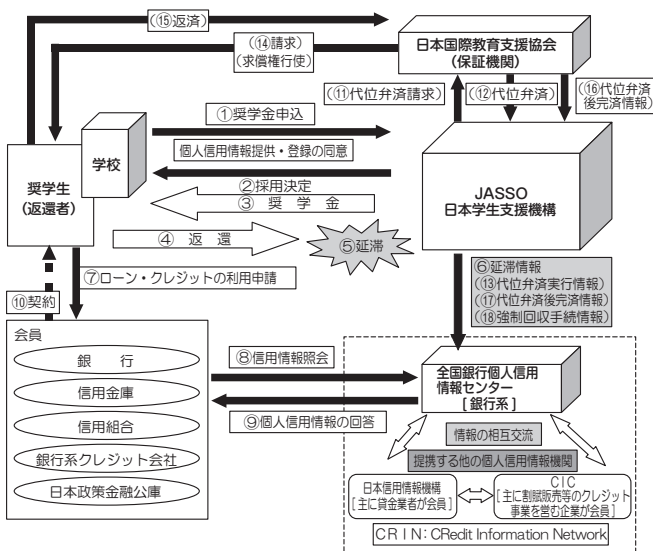 (⑮返済)
(⑭請求)
(求償権行使)
日本国際教育支援協会
(保証機関)
(⑪代位弁済請求)
(⑫代位弁済)
(⑯代位弁済
後完済情報)
①奨学金申込
個人信用情報提供・登録の同意
学校
奨学生
(返還者)
②採用決定
③ 奨 学 金
④ 返 還
⑤延滞
JASSO
日本学生支援機構
⑥延滞情報
(⑬代位弁済実行情報)
(⑰代位弁済後完済情報)
(⑱強制回収手続情報)
⑦ローン・クレジットの利用申請
⑩契約
会員
銀 行
信用金庫
信用組合
銀行系クレジット会社
日本政策金融公庫
⑧信用情報照会
⑨個人信用情報の回答
全国銀行個人信用
情報センター
[銀行系]
情報の相互交流
提携する他の個人信用情報機関
日本信用情報機構
[主に貸金業者が会員]
CIC
[主に割賦販売等のクレジット
事業を営む企業が会員]
CRIN:CRedit Information Network